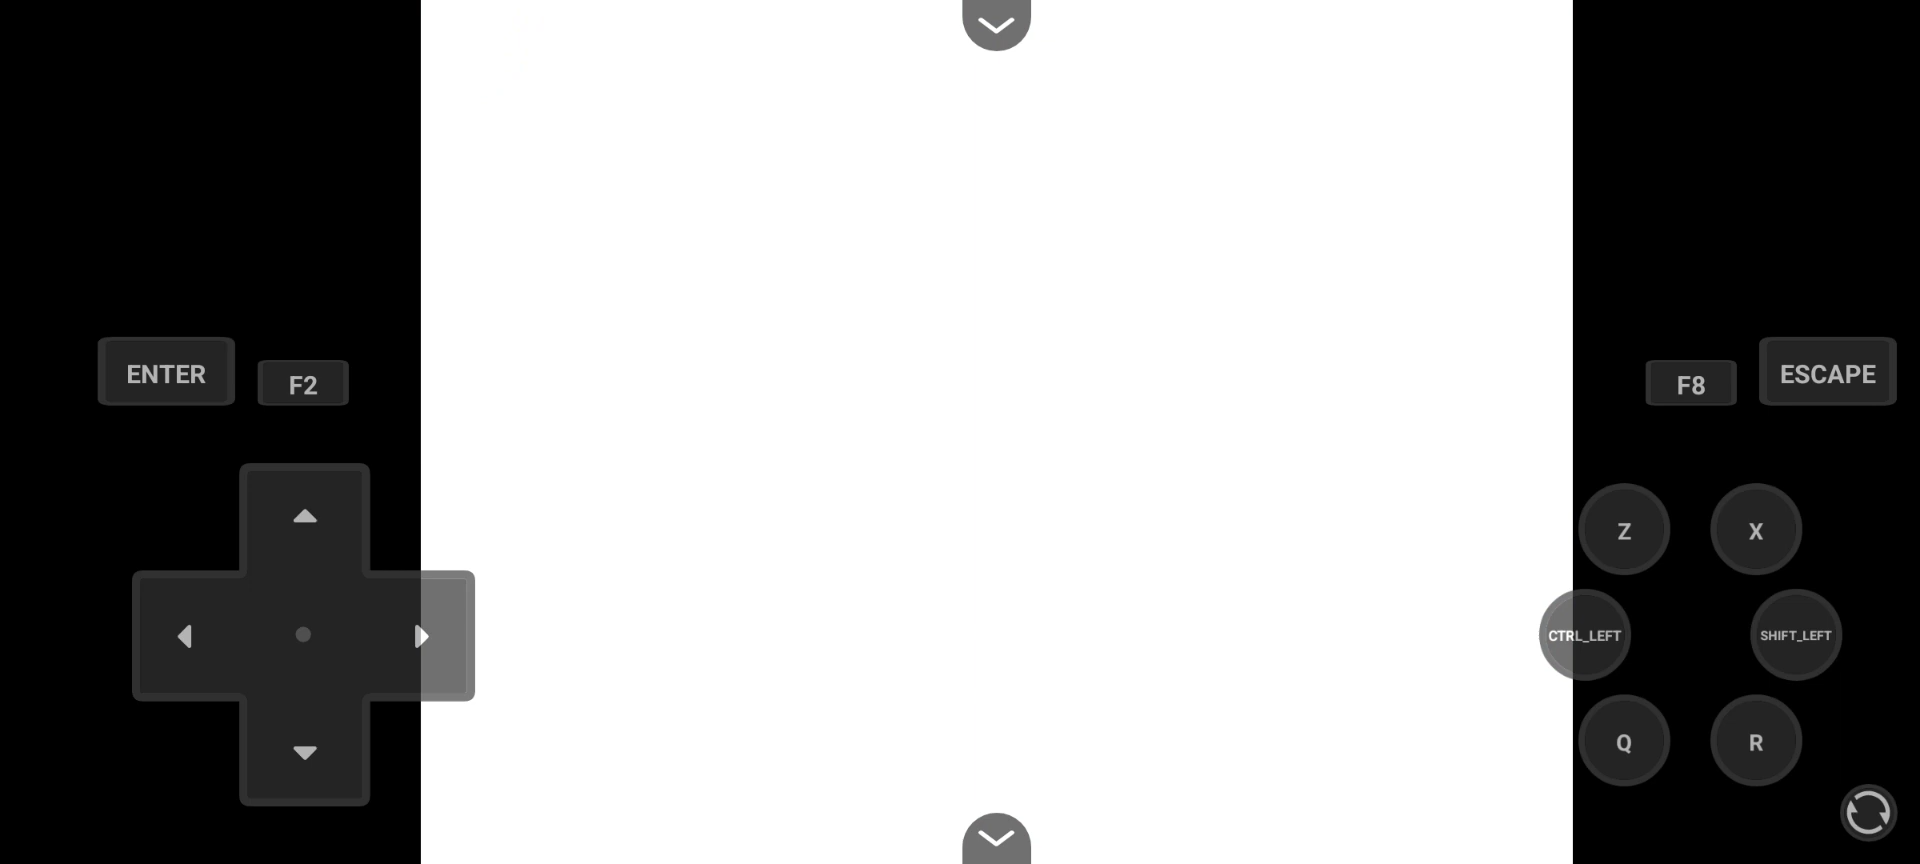 ENTER
F2
F8
ESCAPE
Z
X
CTRL_LEFT
SHIFT_LEFT
Q
R